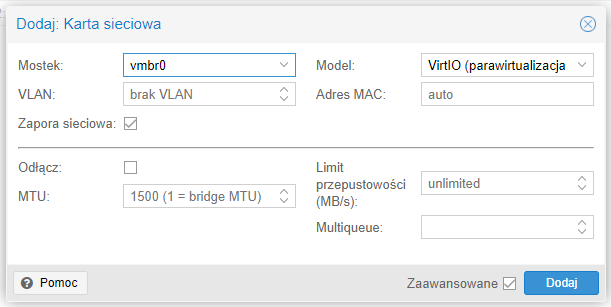 Dodaj: Karta sieciowa
Mostek: vmbr0 Model: VirtIO (parawirtualizacja
VLAN: brak VLAN Adres MAC: auto
Zapora sieciowa:
Odłącz: Limit przepustowości (MB/s): unlimited
MTU: 1500 (1 = bridge MTU)
Multiqueue:
Pomoc Zaawansowane Dodaj